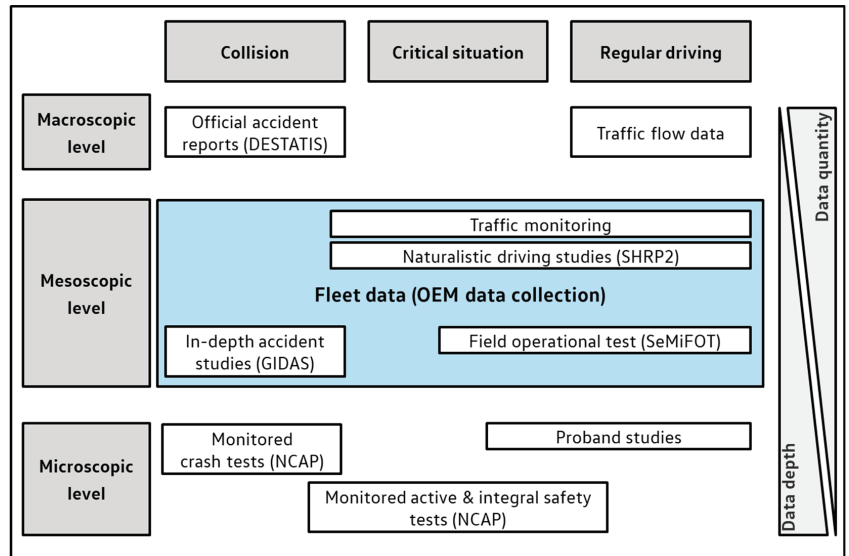 Collision
Critical situation
Regular driving
Macroscopic
level
Official accident
reports (DESTATIS)
Traffic flow data
Data quantity
Mesoscopic
level
Traffic monitoring
Naturalistic driving studies (SHRP2)
Fleet data (OEM data collection)
In-depth accident
studies (GIDAS)
Field operational test (SeMiFOT)
Microscopic
level
Monitored
crash tests (NCAP)
Proband studies
Monitored active & integral safety
tests (NCAP)
Data depth